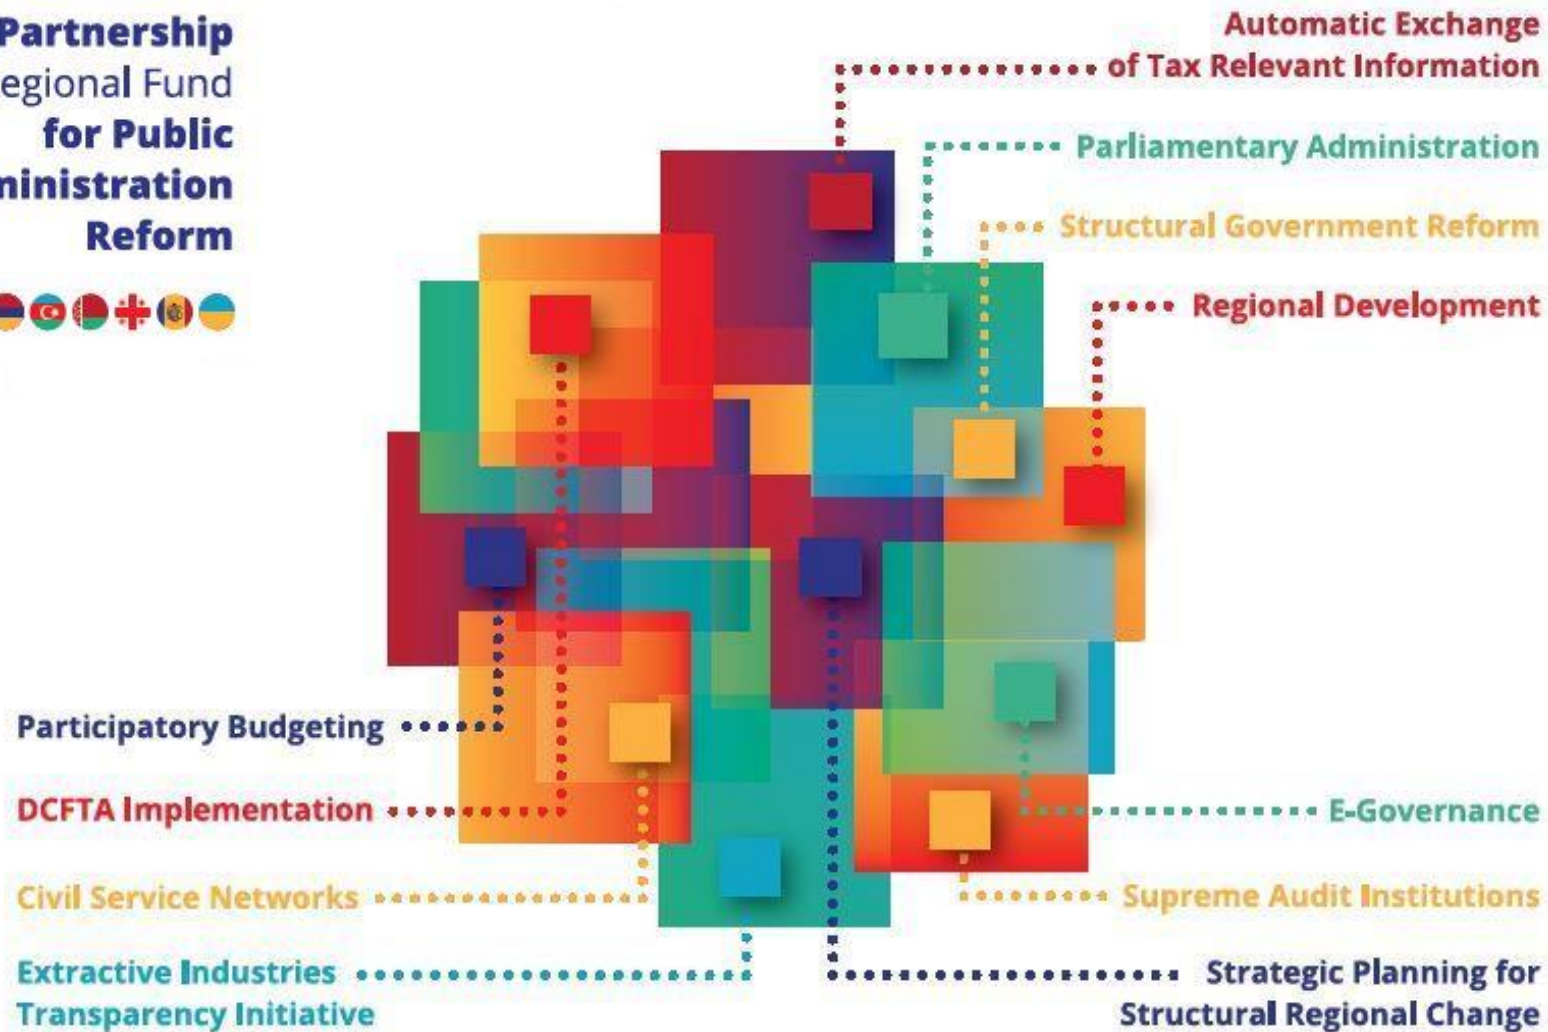 Partnership
egional Fund
for Public
ministration
Reform
Automatic Exchange
of Tax Relevant Information
Parliamentary Administration
Structural Government Reform
Regional Development
Participatory Budgeting
DCFTA Implementation
Civil Service Networks
Extractive Industries
Transparency Initiative
E-Governance
Supreme Audit Institutions
Strategic Planning for
Structural Regional Change